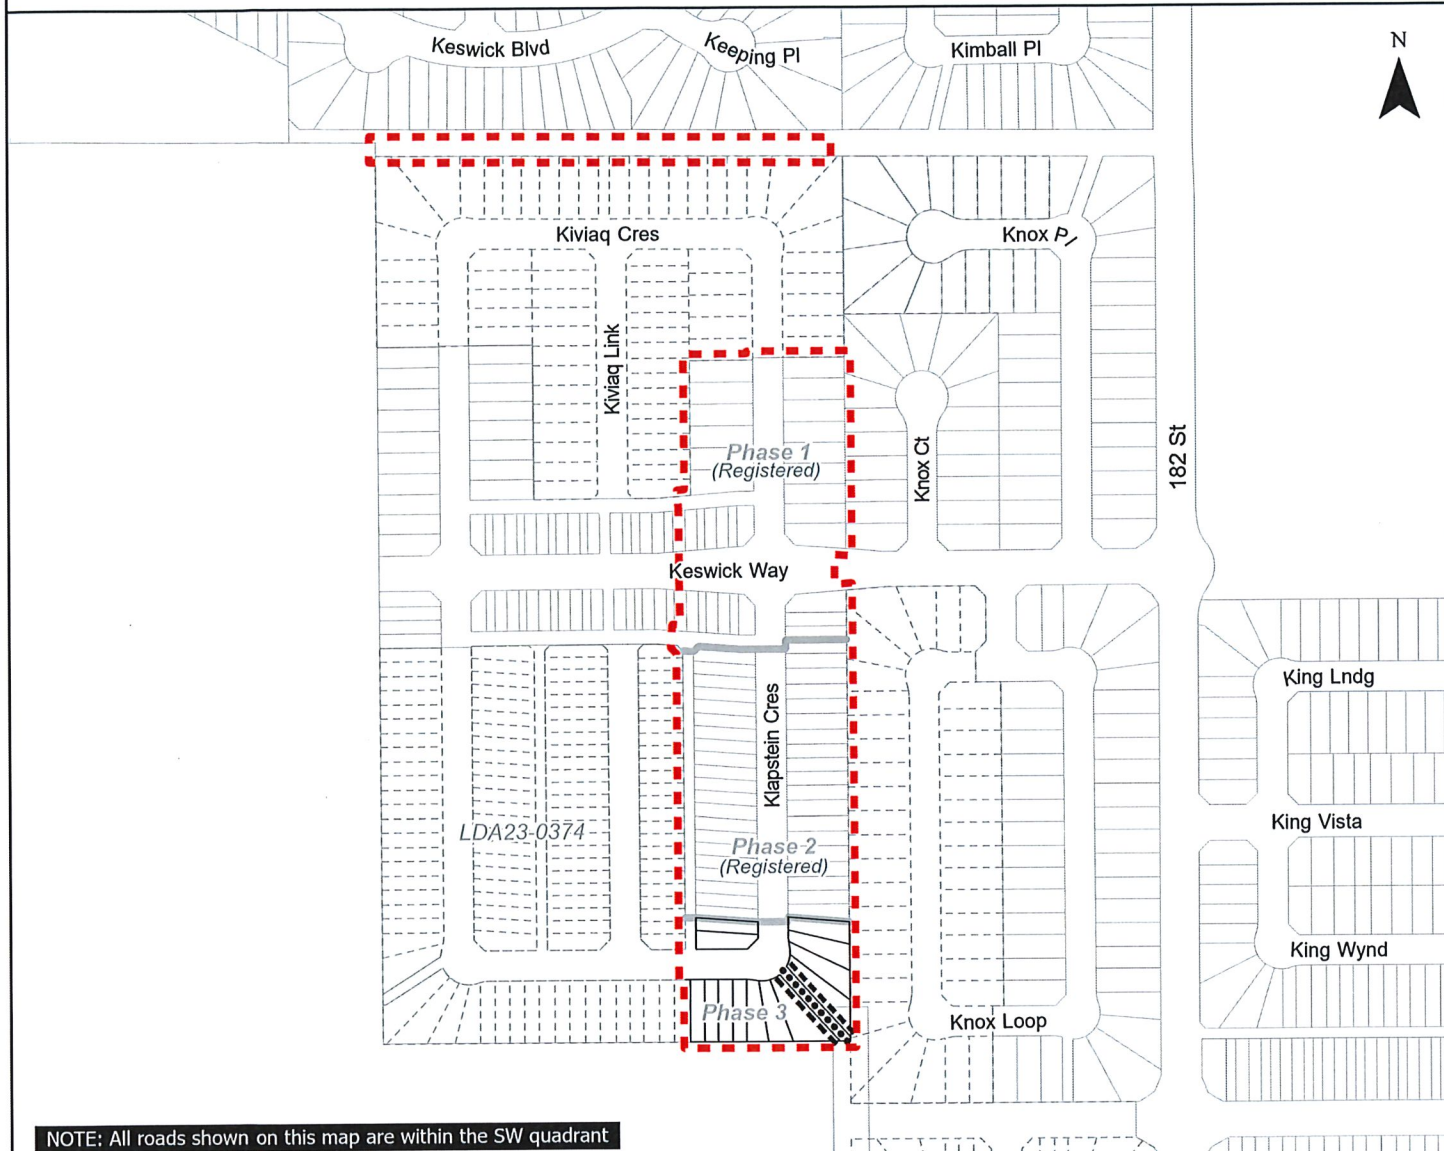 Keswick Blvd
Keeping Pl
Kimball Pl
N
Kiviaq Cres
Knox Pl
Kiviaq Link
Phase 1
(Registered)
Knox Ct
182 St
Keswick Way
King Lndg
Klapstein Cres
King Vista
LDA23-0374
Phase 2
(Registered)
King Wynd
Phase 3
Knox Loop
NOTE: All roads shown on this map are within the SW quadrant